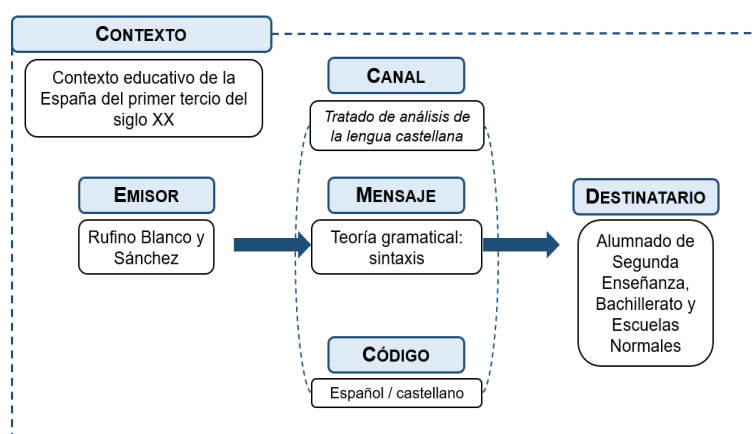 CONTEXTO
Contexto educativo de la
España del primer tercio del
siglo XX
CANAL
Tratado de análisis de
la lengua castellana
EMISOR
Rufino Blanco y
Sánchez
MENSAJE
Teoría gramatical:
sintaxis
DESTINATARIO
Alumnado de
Segunda
Enseñanza,
Bachillerato y
Escuelas
Normales
CÓDIGO
Español / castellano